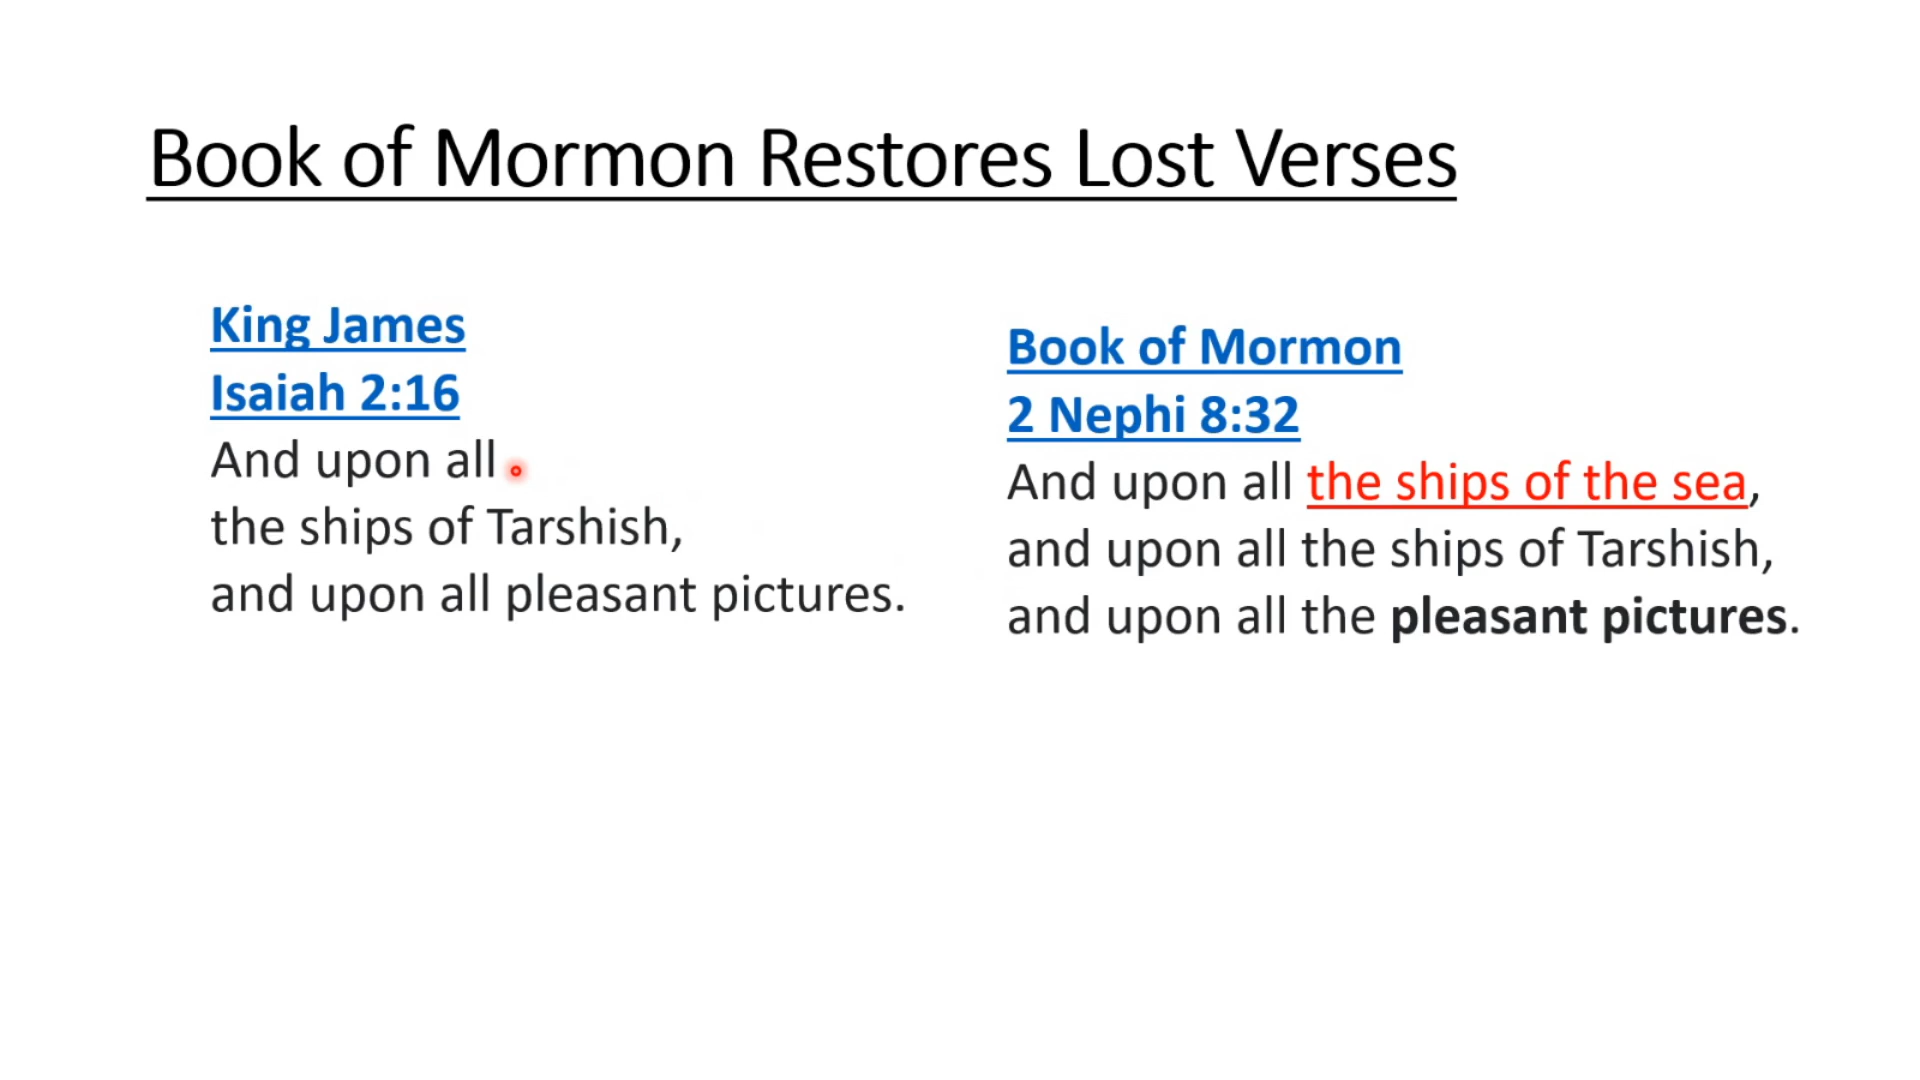 Book of Mormon Restores Lost Verses
King James
Isaiah 2:16
And upon all
the ships of Tarshish,
and upon all pleasant pictures.
Book of Mormon
2 Nephi 8:32
And upon all the ships of the sea,
and upon all the ships of Tarshish,
and upon all the pleasant pictures.